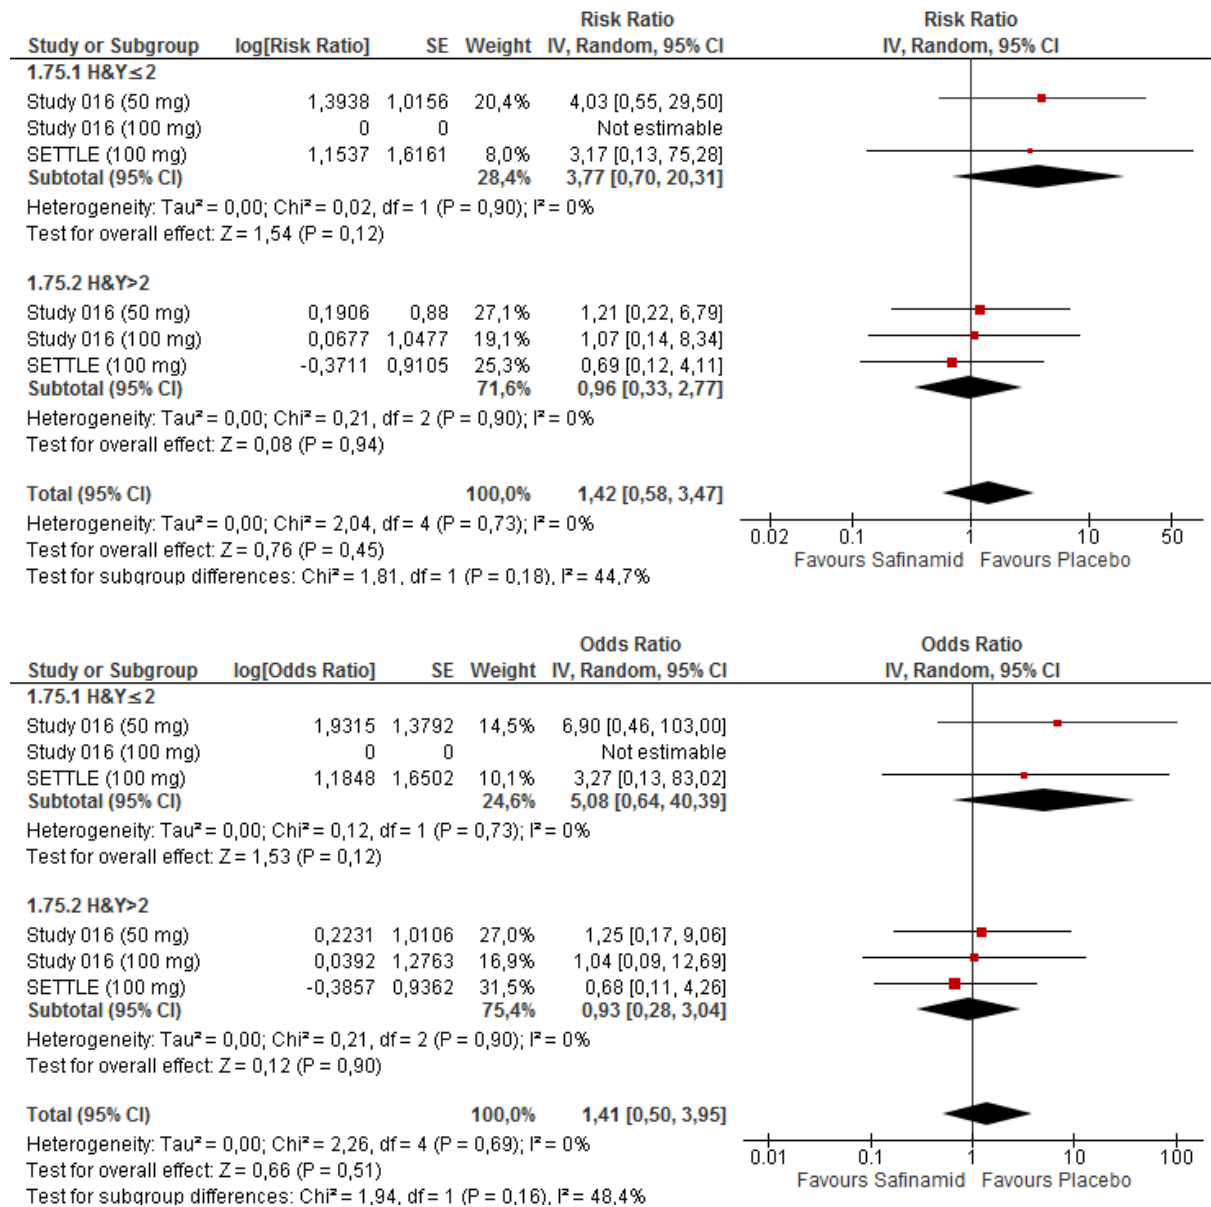 Risk Ratio Risk Ratio
Study or Subgroup log[Risk Ratio] SE Weight IV, Random, 95% CI IV, Random, 95% CI
1.75.1 H&Y≤2
Study 016 (50 mg) 1,3938 1,0156 20,4% 4,03 [0,55, 29,50]
Study 016 (100 mg) 0 0 Not estimable
SETTLE (100 mg) 1,1537 1,6161 8,0% 3,17 [0,13, 75,28]
Subtotal (95% CI) 28,4% 3,77 [0,70, 20,31]
Heterogeneity: Tau² = 0,00; Chi² = 0,02, df = 1 (P = 0,90); I² = 0%
Test for overall effect: Z = 1,54 (P = 0,12)
1.75.2 H&Y>2
Study 016 (50 mg) 0,1906 0,88 27,1% 1,21 [0,22, 6,79]
Study 016 (100 mg) 0,0677 1,0477 19,1% 1,07 [0,14, 8,34]
SETTLE (100 mg) -0,3711 0,9105 25,3% 0,69 [0,12, 4,11]
Subtotal (95% CI) 71,6% 0,96 [0,33, 2,77]
Heterogeneity: Tau² = 0,00; Chi² = 0,21, df = 2 (P = 0,90); I² = 0%
Test for overall effect: Z = 0,08 (P = 0,94)
Total (95% CI) 100,0% 1,42 [0,58, 3,47]
Heterogeneity: Tau² = 0,00; Chi² = 2,04, df = 4 (P = 0,73); I² = 0%
Test for overall effect: Z = 0,76 (P = 0,45)
Test for subgroup differences: Chi² = 1,81, df = 1 (P = 0,18), I² = 44,7%
0.02 0.1 1 10 50
Favours Safinamid Favours Placebo
Odds Ratio Odds Ratio
Study or Subgroup log[Odds Ratio] SE Weight IV, Random, 95% CI IV, Random, 95% CI
1.75.1 H&Y≤2
Study 016 (50 mg) 1,9315 1,3792 14,5% 6,90 [0,46, 103,00]
Study 016 (100 mg) 0 0 Not estimable
SETTLE (100 mg) 1,1848 1,6502 10,1% 3,27 [0,13, 83,02]
Subtotal (95% CI) 24,6% 5,08 [0,64, 40,39]
Heterogeneity: Tau² = 0,00; Chi² = 0,12, df = 1 (P = 0,73); I² = 0%
Test for overall effect: Z = 1,53 (P = 0,12)
1.75.2 H&Y>2
Study 016 (50 mg) 0,2231 1,0106 27,0% 1,25 [0,17, 9,06]
Study 016 (100 mg) 0,0392 1,2763 16,9% 1,04 [0,09, 12,69]
SETTLE (100 mg) -0,3857 0,9362 31,5% 0,68 [0,11, 4,26]
Subtotal (95% CI) 75,4% 0,93 [0,28, 3,04]
Heterogeneity: Tau² = 0,00; Chi² = 0,21, df = 2 (P = 0,90); I² = 0%
Test for overall effect: Z = 0,12 (P = 0,90)
Total (95% CI) 100,0% 1,41 [0,50, 3,95]
Heterogeneity: Tau² = 0,00; Chi² = 2,26, df = 4 (P = 0,69); I² = 0%
Test for overall effect: Z = 0,66 (P = 0,51)
Test for subgroup differences: Chi² = 1,94, df = 1 (P = 0,16), I² = 48,4%
0.01 0.1 1 10 100
Favours Safinamid Favours Placebo